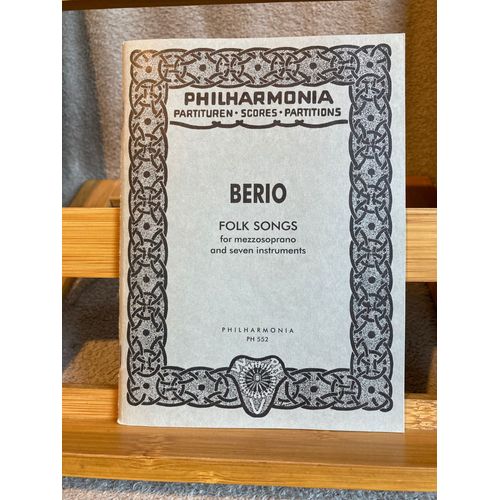 PHILHARMONIA
PARTITUREN • SCORES • PARTITIONS
BERIO
FOLK SONGS
for mezzosoprano
and seven instruments
PHILHARMONIA
PH 552